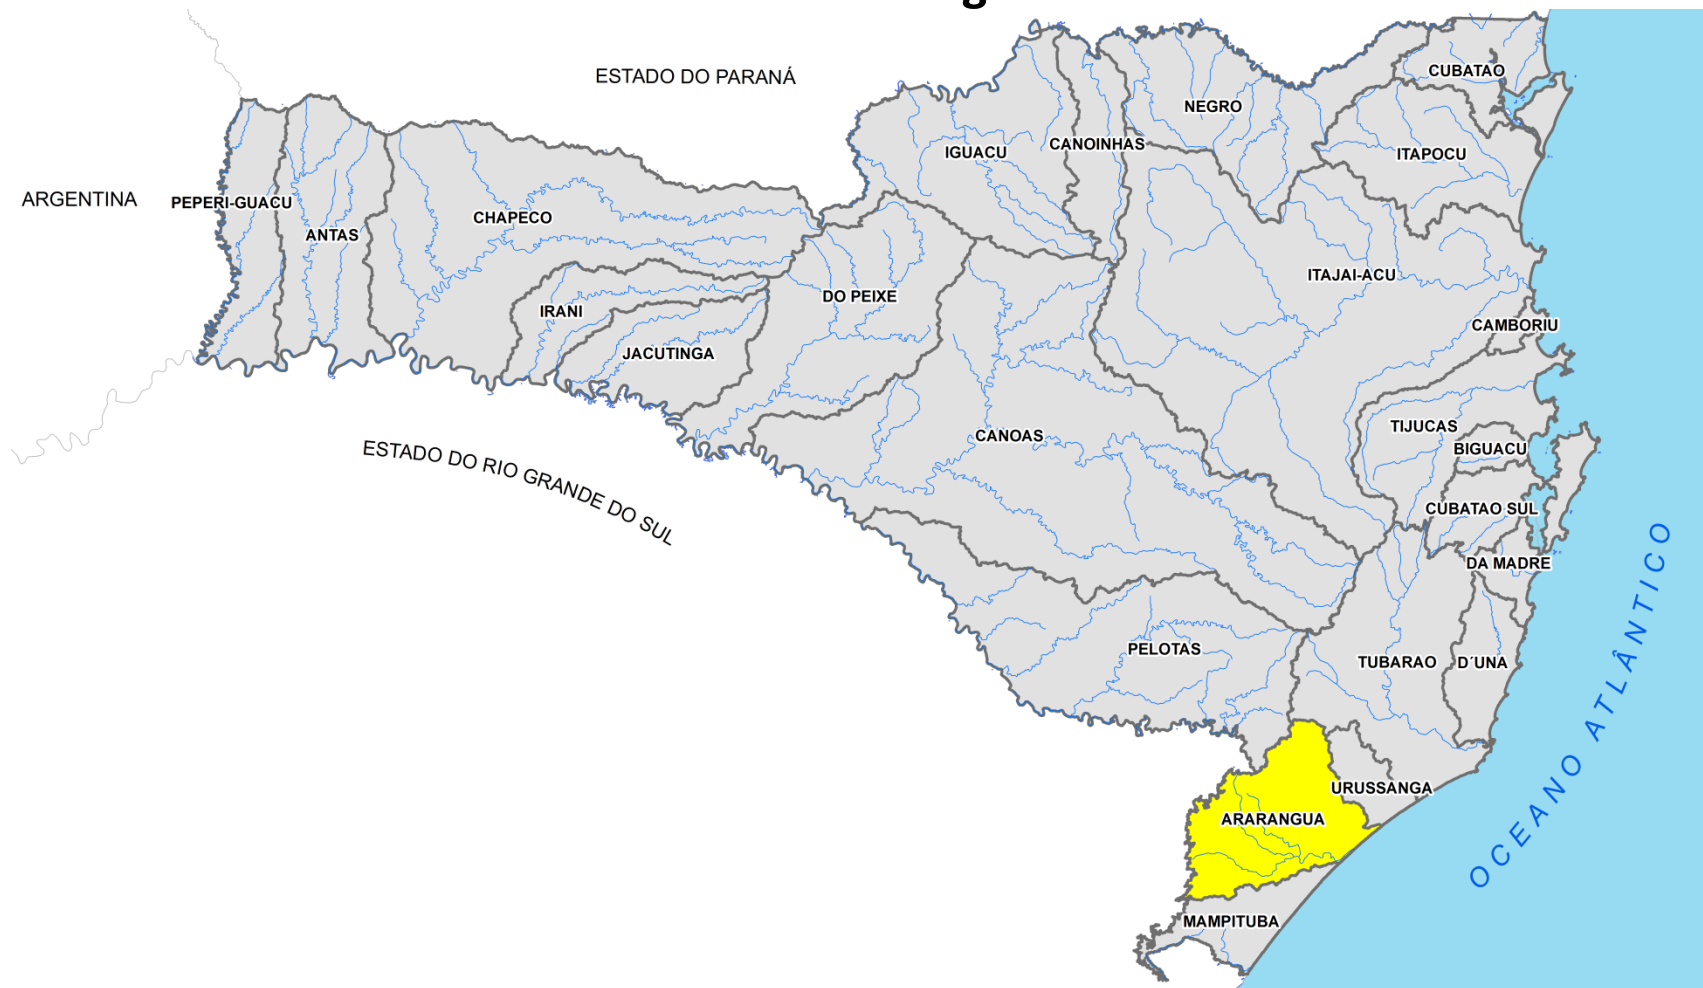 g
ESTADO DO PARANÁ
CUBATAO
NEGRO
CANOINHAS
IGUACU
ITAPOCU
ARGENTINA
PEPERI-GUACU
CHAPECO
ANTAS
ITAJAI-ACU
DO PEIXE
IRANI
CAMBORIU
JACUTINGA
TIJUCAS
CANOAS
BIGUACU
ESTADO DO RIO GRANDE DO SUL
CUBATAO SUL
DA MADRE
PELOTAS
TUBARAO
D´UNA
OCEANO ATLÂNTICO
URUSSANGA
ARARANGUA
MAMPITUBA